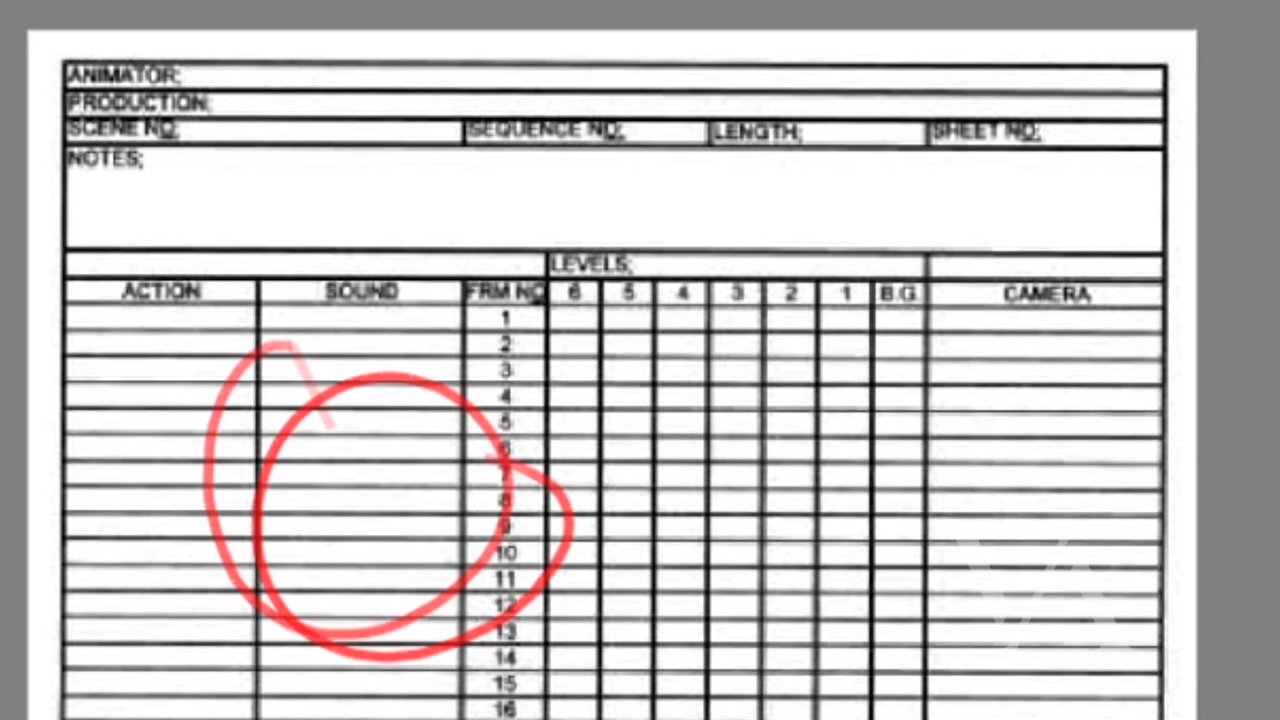 ANIMATOR;
PRODUCTION;
SCENE NO; SEQUENCE NO; LENGTH; SHEET NO;
NOTES;
LEVELS;
ACTION SOUND FRM NO 6 5 4 3 2 1 B.G. CAMERA
1
2
3
4
5
6
7
8
9
10
11
12
13
14
15
16